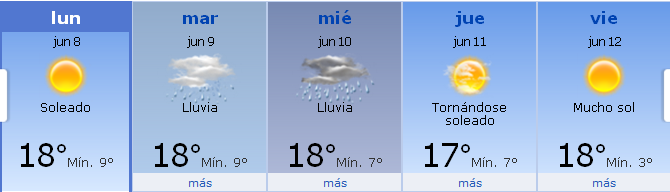 lun
jun 8
Soleado
18° Mín. 9°
mar
jun 9
Lluvia
18° Mín. 9°
más
mié
jun 10
Lluvia
18° Mín. 7°
más
jue
jun 11
Tornándose
soleado
17° Mín. 7°
más
vie
jun 12
Mucho sol
18° Mín. 3°
más